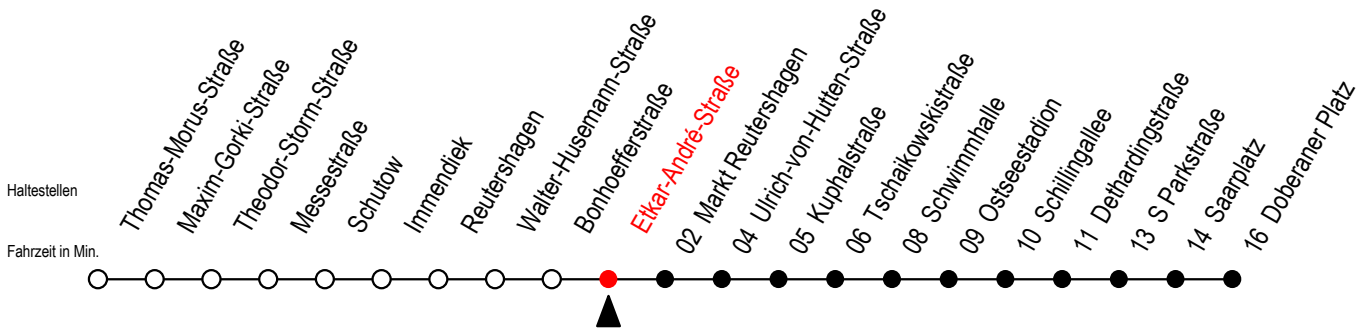 Haltestellen
Fahrzeit in Min.
Thomas-Morus-Straße
Maxim-Gorki-Straße
Theodor-Storm-Straße
Messestraße
Schutow
Immendiek
Reutershagen
Walter-Husemann-Straße
Bonhoefferstraße
Etkar-André-Straße
02 Markt Reutershagen
04 Ulrich-von-Hutten-Straße
05 Kuphalstraße
06 Tschaikowskistraße
08 Schwimmhalle
09 Ostseestadion
10 Schillingallee
11 Dethardingstraße
13 S Parkstraße
14 Saarplatz
16 Doberaner Platz